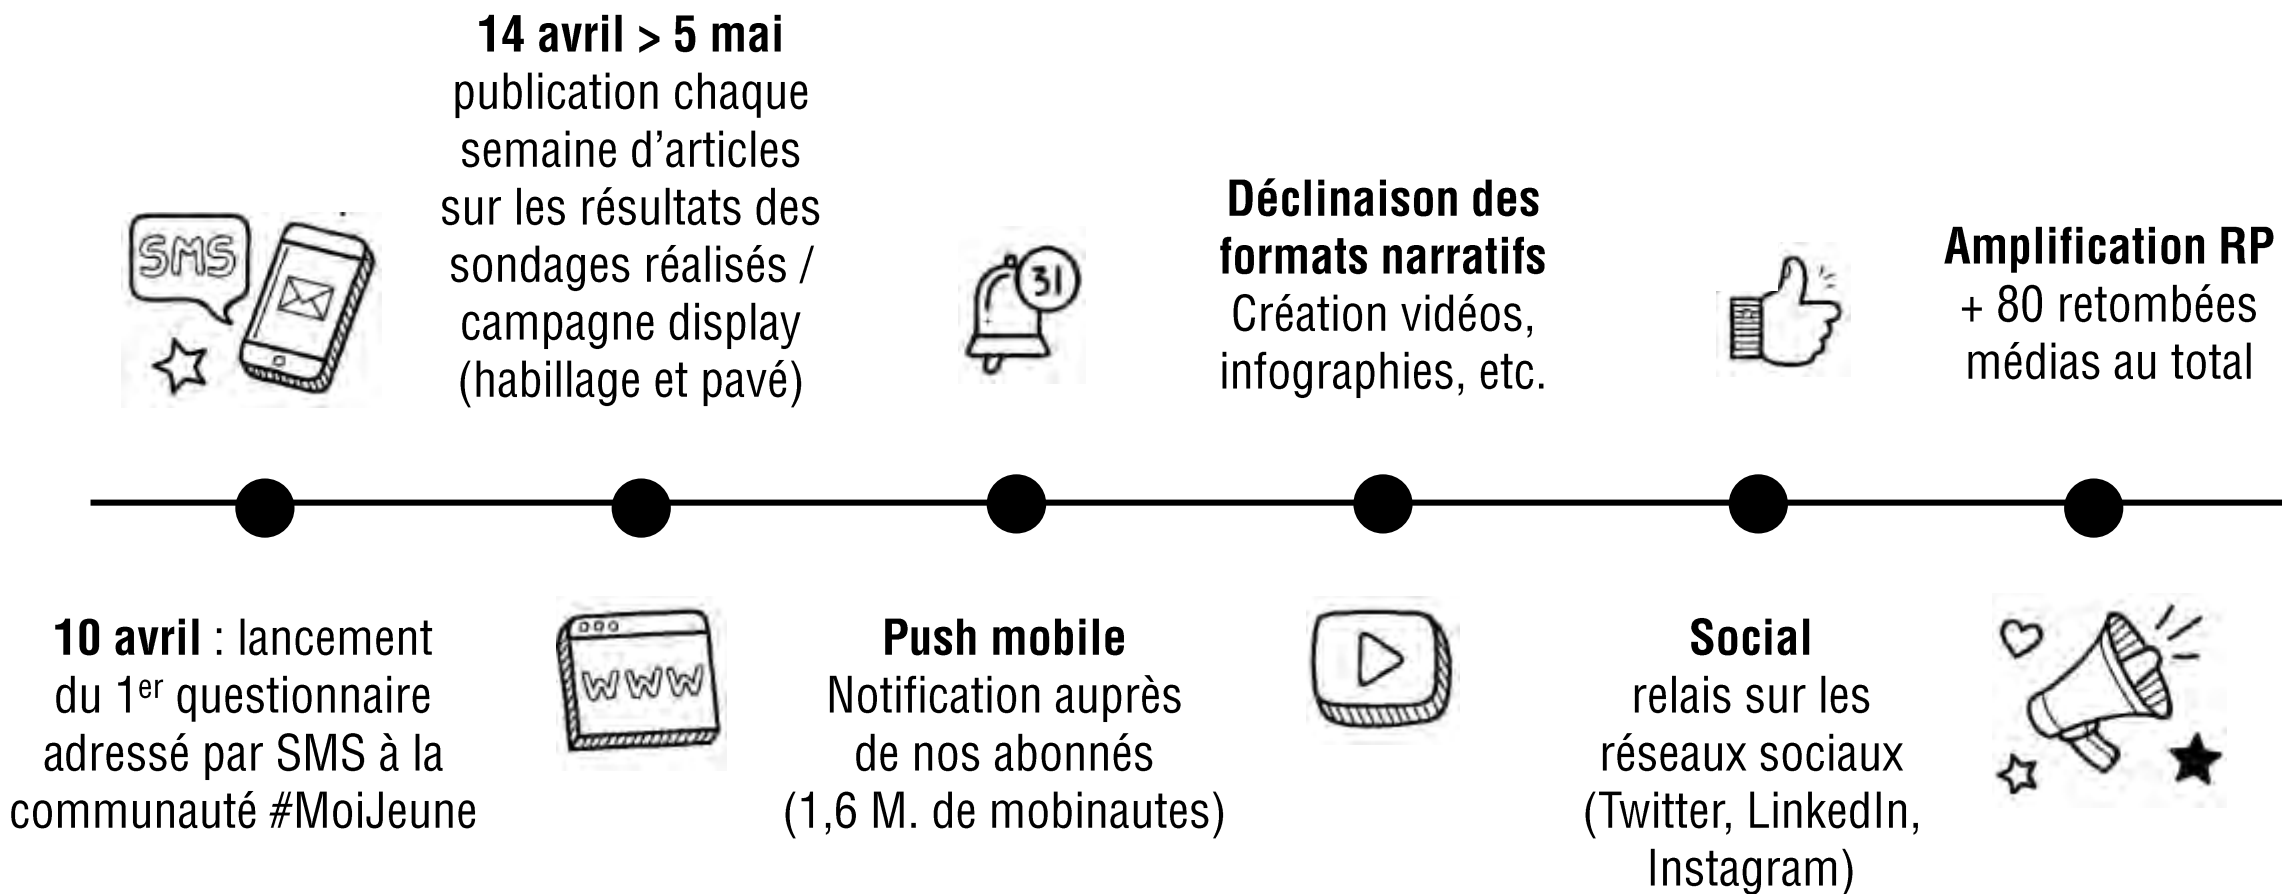 14 avril > 5 mai
publication chaque
semaine d’articles
sur les résultats des
sondages réalisés /
campagne display
(habillage et pavé)
Déclinaison des
formats narratifs
Création vidéos,
infographies, etc.
Amplification RP
+ 80 retombées
médias au total
SMS
31
10 avril : lancement
du 1er questionnaire
adressé par SMS à la
communauté #MoiJeune
WWW
Push mobile
Notification auprès
de nos abonnés
(1,6 M. de mobinautes)
Social
relais sur les
réseaux sociaux
(Twitter, LinkedIn,
Instagram)